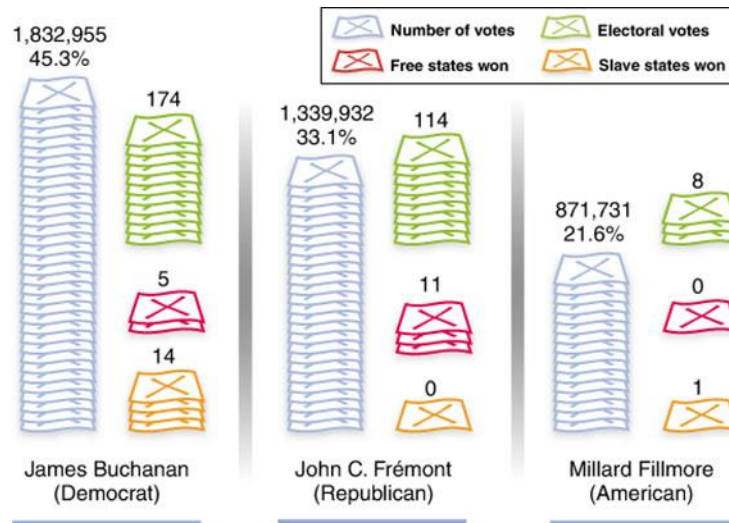 Number of votes
Electoral votes
Free states won
Slave states won
1,832,955
45.3%
174
5
14
James Buchanan
(Democrat)
1,339,932
33.1%
114
11
0
John C. Frémont
(Republican)
871,731
21.6%
8
0
1
Millard Fillmore
(American)